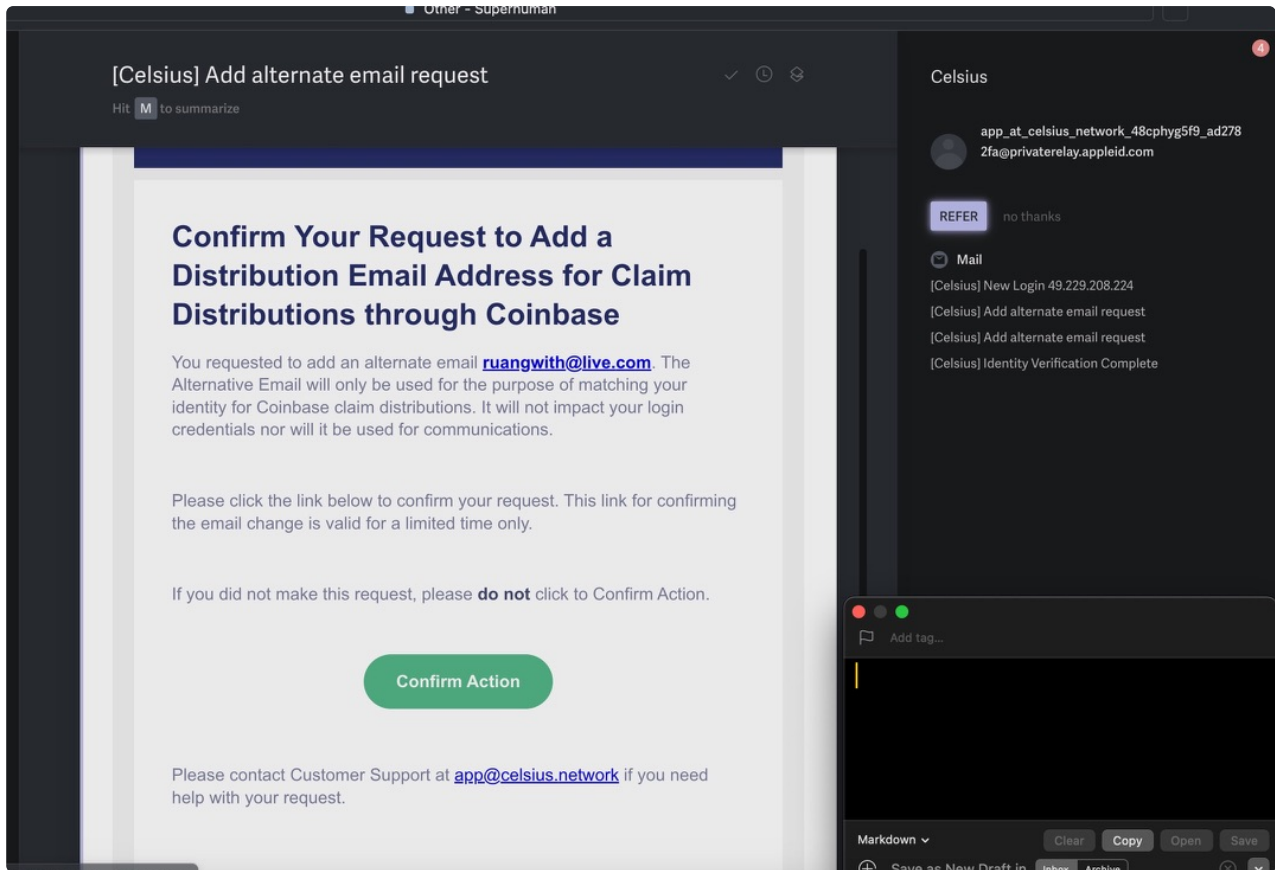 Other - Superhuman
[Celsius] Add alternate email request
Hit M to summarize
Confirm Your Request to Add a
Distribution Email Address for Claim
Distributions through Coinbase
You requested to add an alternate email ruangwith@live.com. The
Alternative Email will only be used for the purpose of matching your
identity for Coinbase claim distributions. It will not impact your login
credentials nor will it be used for communications.
Please click the link below to confirm your request. This link for confirming
the email change is valid for a limited time only.
If you did not make this request, please do not click to Confirm Action.
Confirm Action
Please contact Customer Support at app@celsius.network if you need
help with your request.
4
Celsius
app_at_celsius_network_48cphyg5f9_ad278
2fa@privaterelay.appleid.com
REFER no thanks
Mail
[Celsius] New Login 49.229.208.224
[Celsius] Add alternate email request
[Celsius] Add alternate email request
[Celsius] Identity Verification Complete
Add tag...
Markdown Clear Copy Open Save
Save as New Draft in Inbox Archive